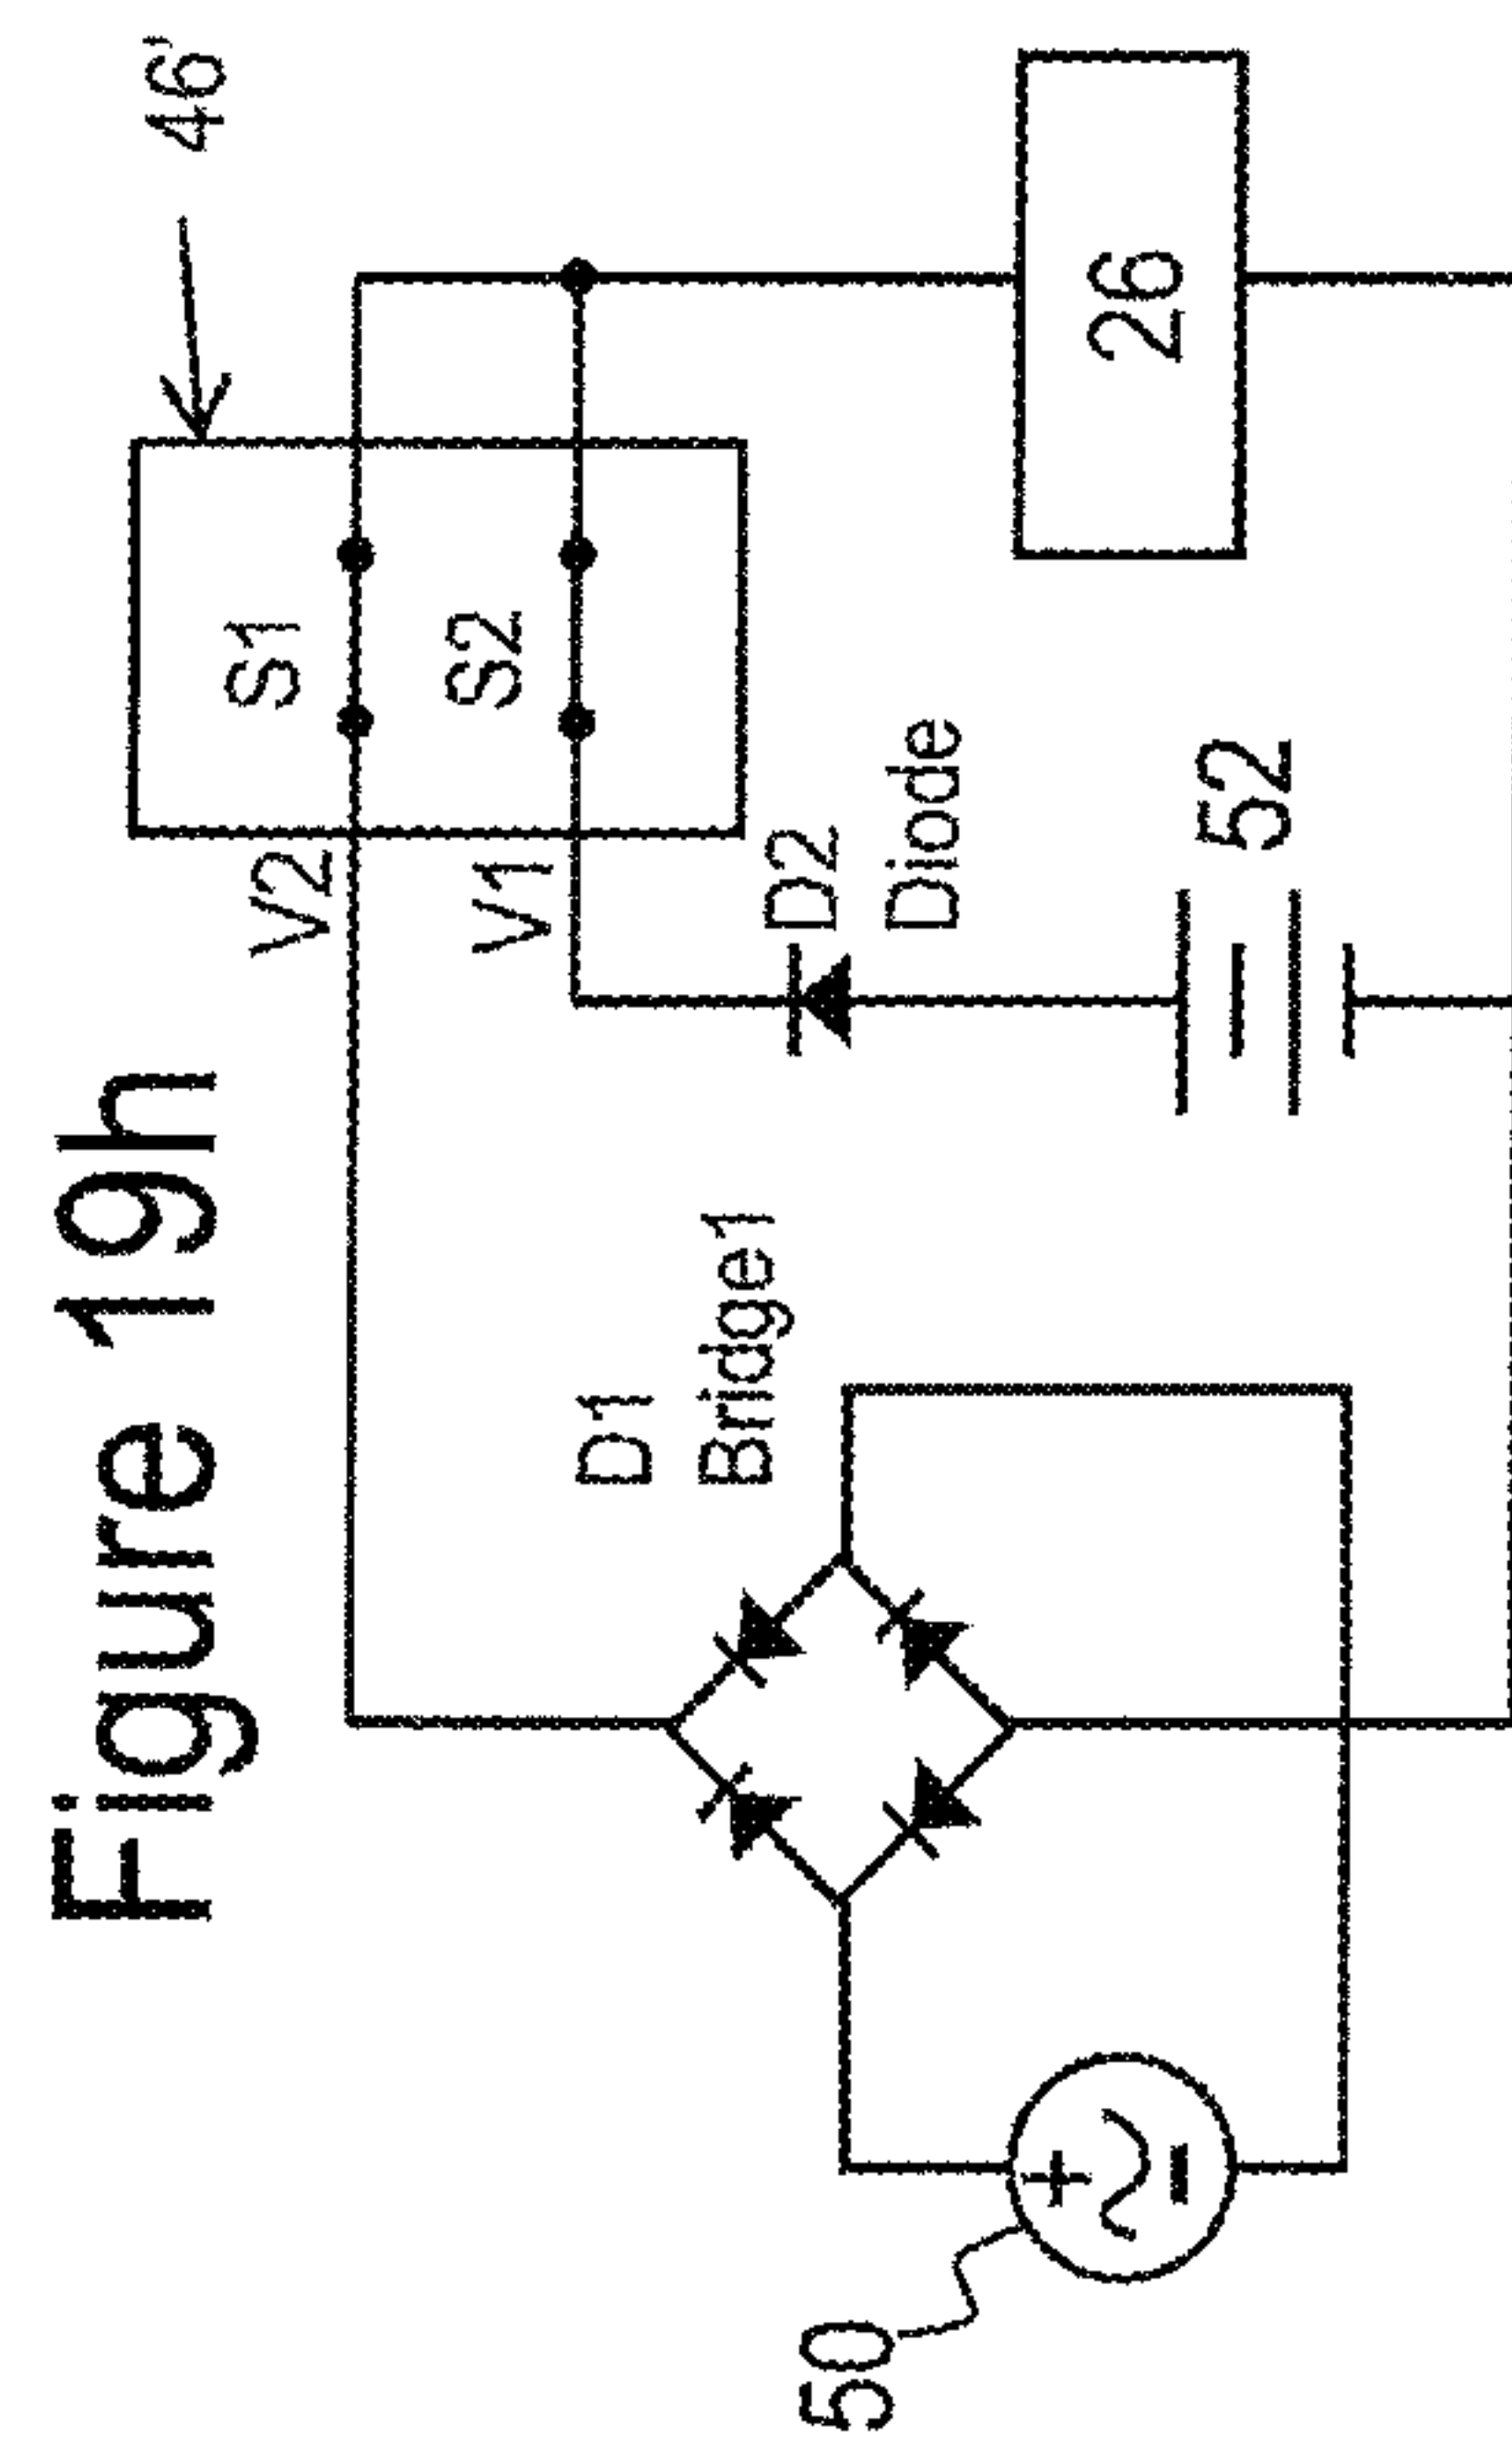 Figure 19h
46'
S1
V2
S2
V1
D1
Bridge1
D2
Diode
26
52
50
+
-